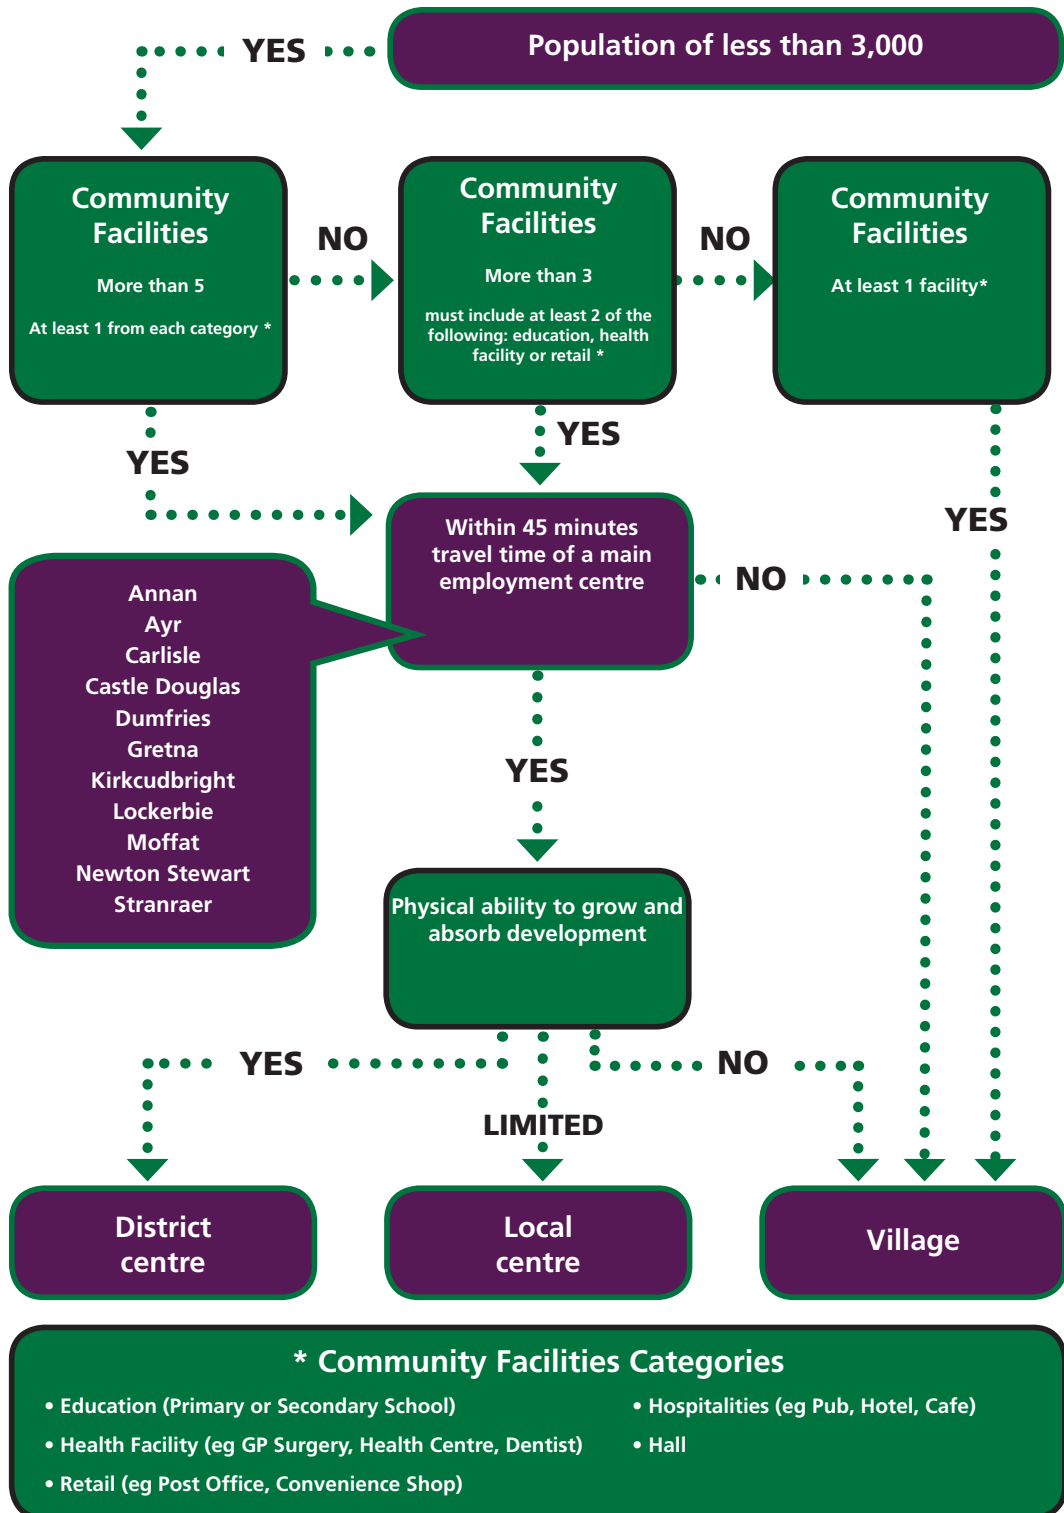 Population of less than 3,000
YES
Community
Facilities
More than 5
At least 1 from each category *
NO
Community
Facilities
More than 3
must include at least 2 of the
following: education, health
facility or retail *
NO
Community
Facilities
At least 1 facility*
YES
YES
YES
Within 45 minutes
travel time of a main
employment centre
NO
Annan
Ayr
Carlisle
Castle Douglas
Dumfries
Gretna
Kirkcudbright
Lockerbie
Moffat
Newton Stewart
Stranraer
YES
Physical ability to grow and
absorb development
YES
LIMITED
NO
District
centre
Local
centre
Village
* Community Facilities Categories
• Education (Primary or Secondary School)
• Health Facility (eg GP Surgery, Health Centre, Dentist)
• Retail (eg Post Office, Convenience Shop)
• Hospitalities (eg Pub, Hotel, Cafe)
• Hall